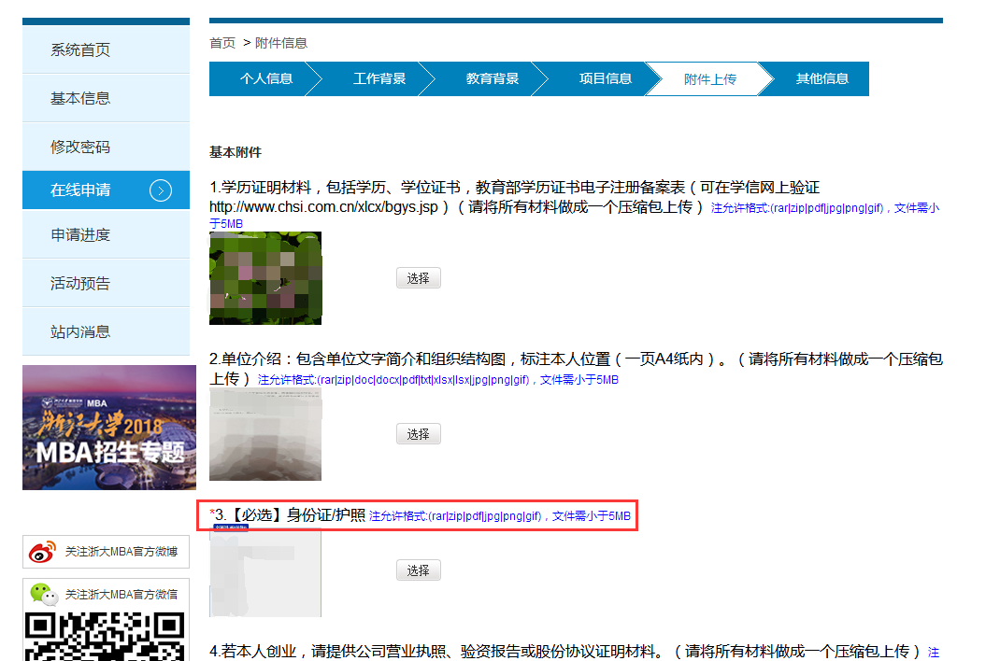 系统首页
基本信息
修改密码
在线申请
申请进度
活动预告
站内消息
MBA
浙江大学2018
MBA招生专题
关注浙大MBA官方微博
关注浙大MBA官方微信
首页 > 附件信息
个人信息 工作背景 教育背景 项目信息 附件上传 其他信息
基本附件
1.学历证明材料，包括学历、学位证书，教育部学历证书电子注册备案表（可在学信网上验证
http://www.chsi.com.cn/xlcx/bgys.jsp）（请将所有材料做成一个压缩包上传） 注允许格式:(rar|zip|pdf|jpg|png|gif)，文件需小
于5MB
选择
2.单位介绍：包含单位文字简介和组织结构图，标注本人位置（一页A4纸内）。（请将所有材料做成一个压缩包
上传） 注允许格式:(rar|zip|doc|docx|pdf|txt|xlsx|lsx|jpg|png|gif)，文件需小于5MB
选择
*3.【必选】身份证/护照 注允许格式:(rar|zip|pdf|jpg|png|gif)，文件需小于5MB
选择
4.若本人创业，请提供公司营业执照、验资报告或股份协议证明材料。（请将所有材料做成一个压缩包上传） 注